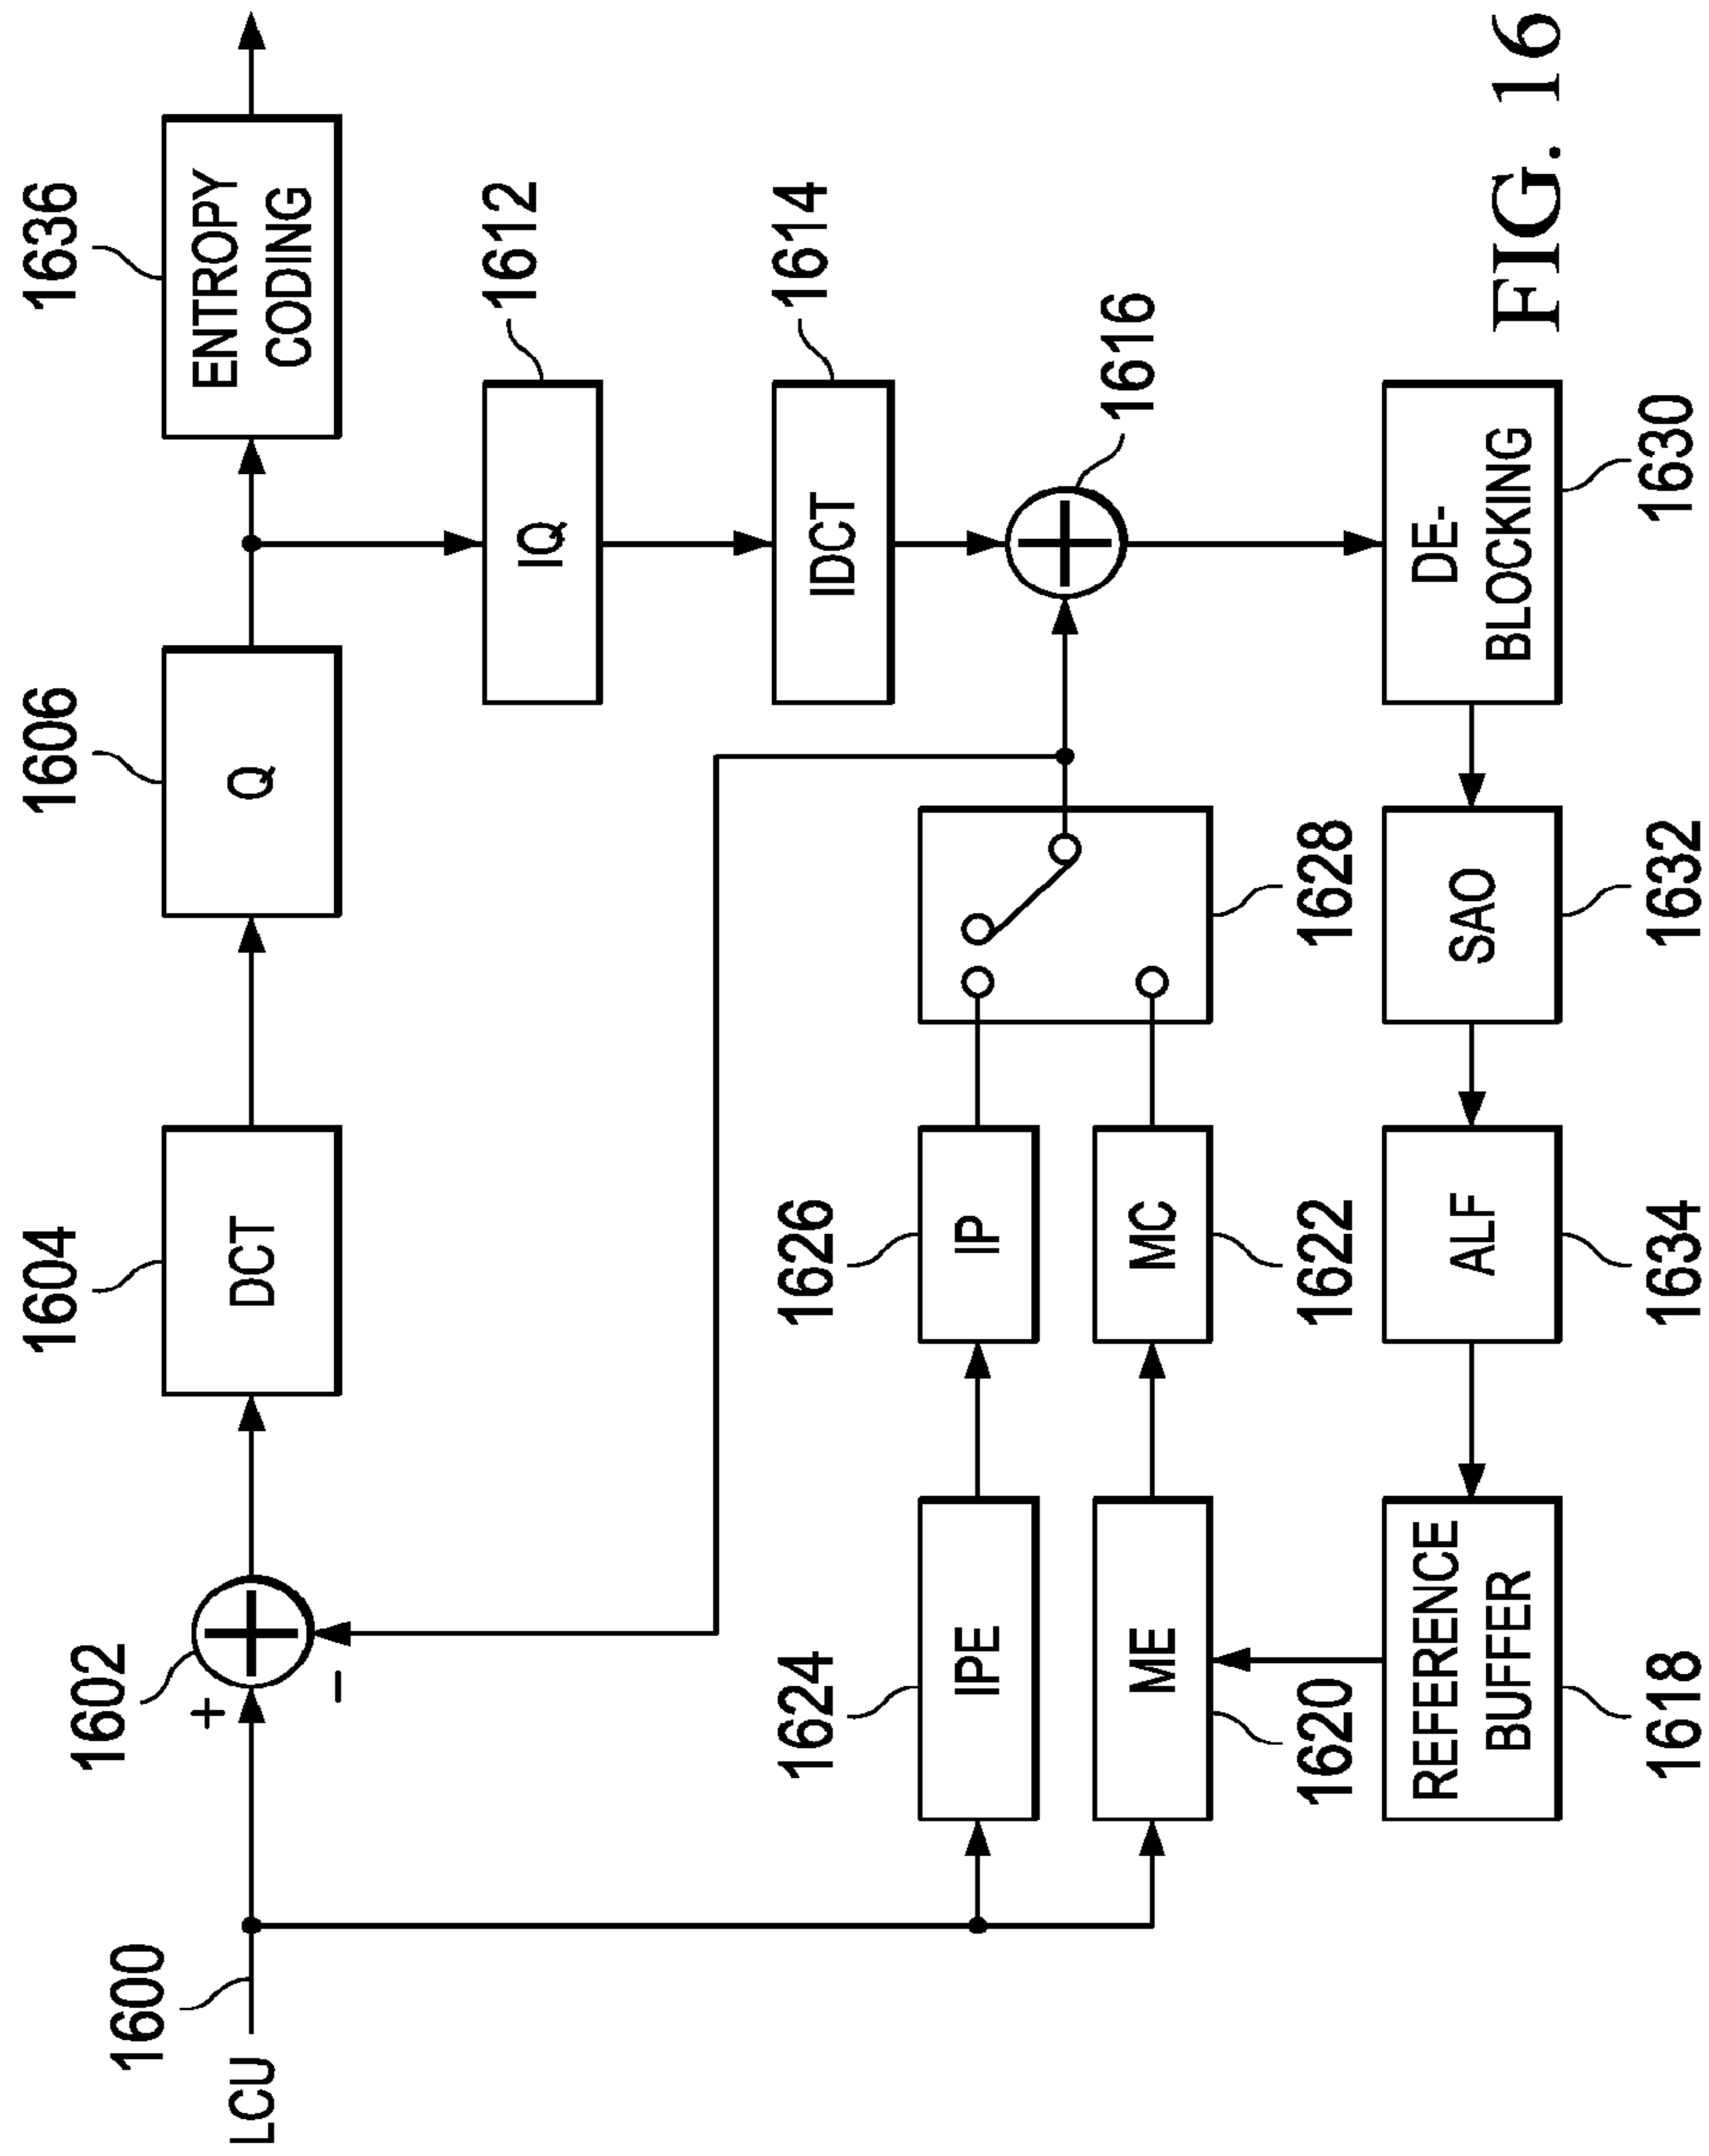 1600
LCU
1602
+
-
1604
DCT
1606
Q
1636
ENTROPY
CODING
1612
IQ
1614
IDCT
1616
1624
IPE
1626
IP
1628
ME
1620
MC
1622
REFERENCE
BUFFER
1618
ALF
1634
SAO
1632
DE-
BLOCKING
1630
FIG. 16